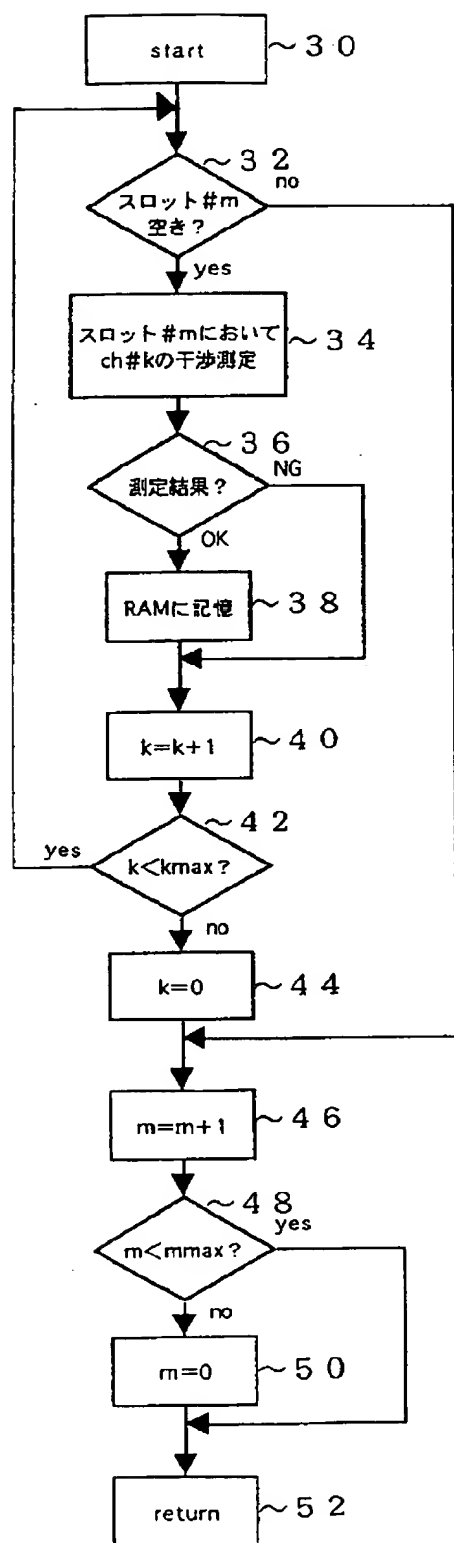 start
~30
~32
no
スロット#m
空き?
yes
スロット#mにおいて
ch#kの干渉測定
~34
~36
NG
測定結果?
OK
RAMに記憶
~38
k=k+1
~40
~42
yes
k<kmax?
no
k=0
~44
m=m+1
~46
~48
yes
m<mmax?
no
m=0
~50
return
~52